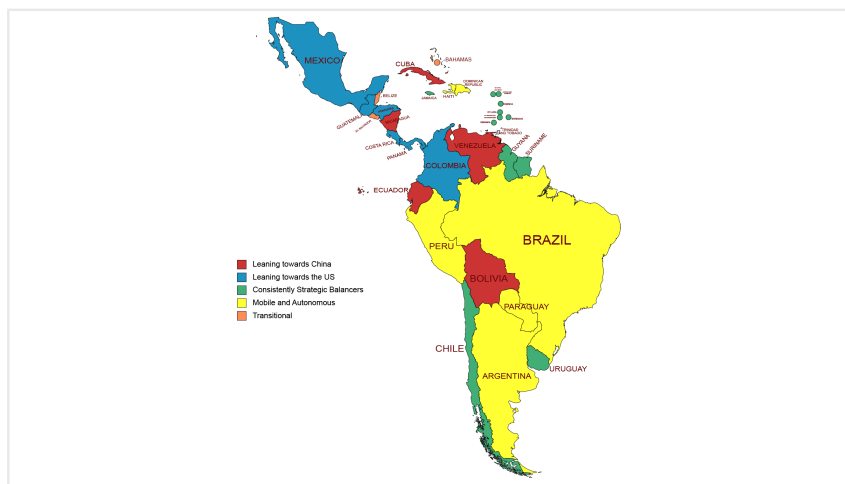 MEXICO
BAHAMAS
CUBA
DOMINICAN
REPUBLIC
HAITI
JAMAICA
BELIZE
GUATEMALA
EL SALVADOR
NICARAGUA
COSTA RICA
PANAMA
TRINIDAD
AND TOBAGO
VENEZUELA
GUYANA
SURINAME
COLOMBIA
ECUADOR
PERU
BRAZIL
BOLIVIA
PARAGUAY
CHILE
ARGENTINA
URUGUAY
Leaning towards China
Leaning towards the US
Consistently Strategic Balancers
Mobile and Autonomous
Transitional